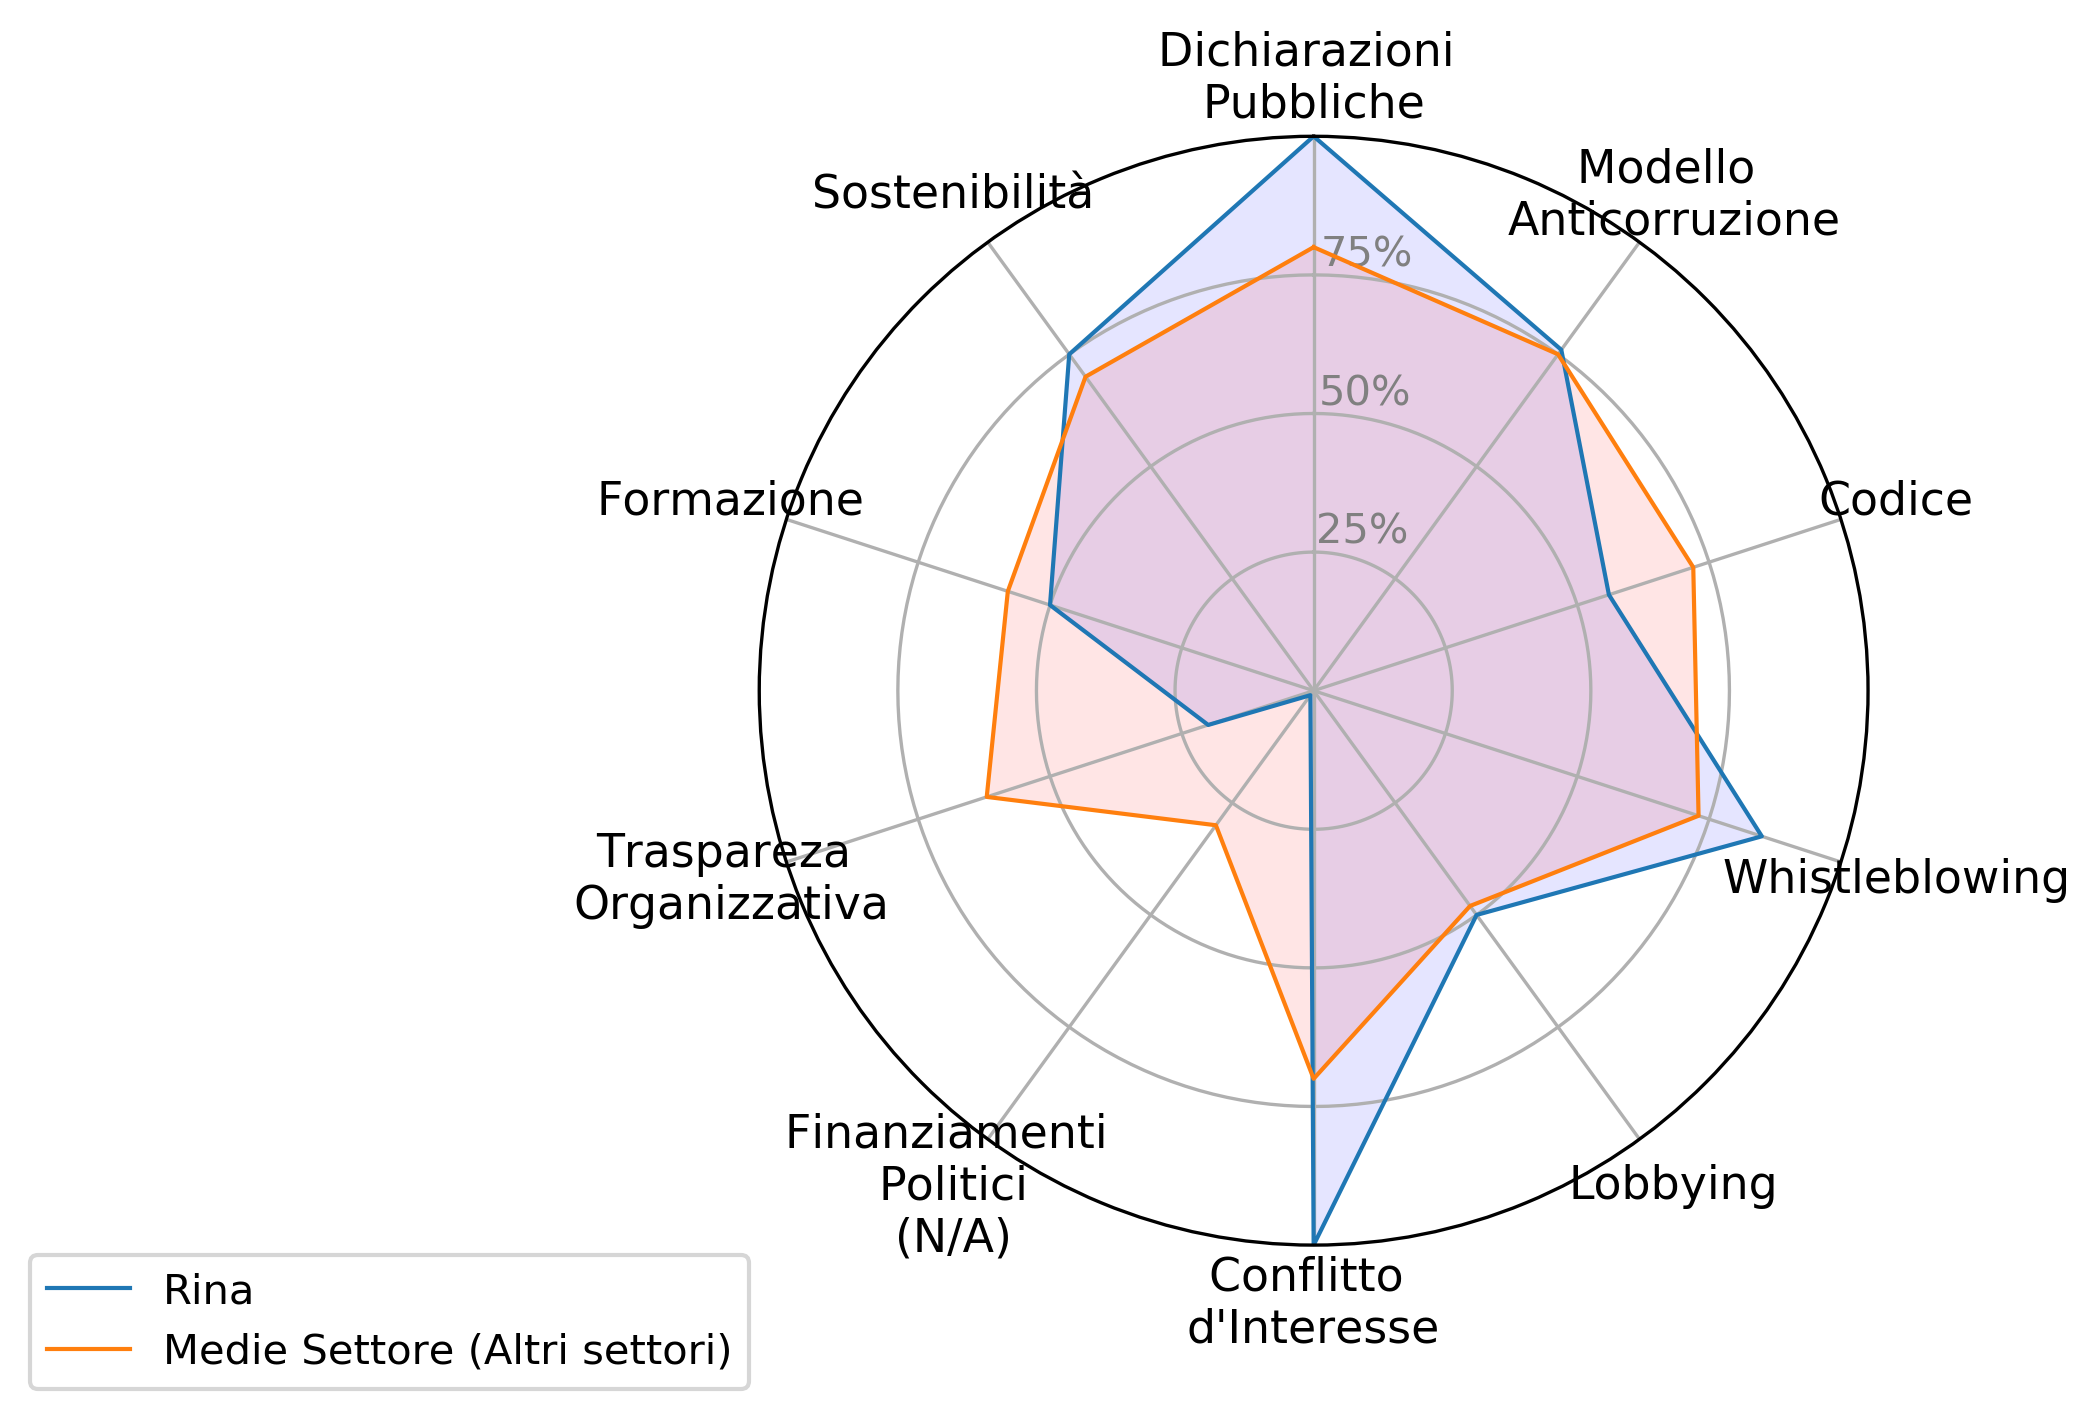 Dichiarazioni
Pubbliche
Modello
Anticorruzione
Sostenibilità
75%
50%
25%
Formazione
Codice
Traspareza
Organizzativa
Whistleblowing
Finanziamenti
Politici
(N/A)
Lobbying
Conflitto
d'Interesse
Rina
Medie Settore (Altri settori)